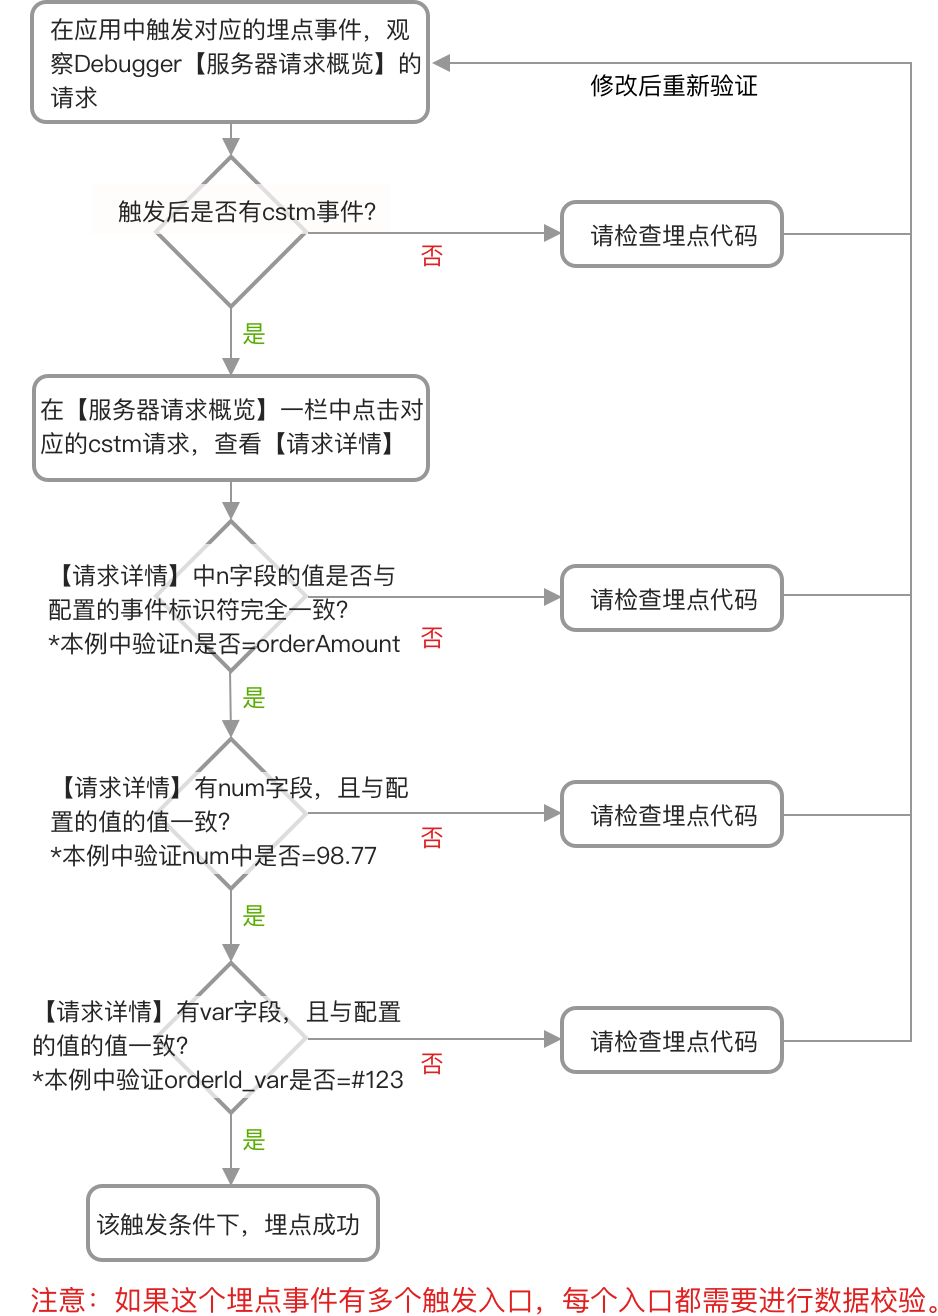 在应用中触发对应的埋点事件，观
察Debugger【服务器请求概览】的
请求
修改后重新验证
触发后是否有cstm事件？
否
请检查埋点代码
是
在【服务器请求概览】一栏中点击对
应的cstm请求，查看【请求详情】
【请求详情】中n字段的值是否与
配置的事件标识符完全一致？
*本例中验证n是否=orderAmount
否
请检查埋点代码
是
【请求详情】有num字段，且与配
置的值的值一致？
*本例中验证num中是否=98.77
否
请检查埋点代码
是
【请求详情】有var字段，且与配置
的值的值一致？
*本例中验证orderId_var是否=#123
否
请检查埋点代码
是
该触发条件下，埋点成功
注意：如果这个埋点事件有多个触发入口，每个入口都需要进行数据校验。